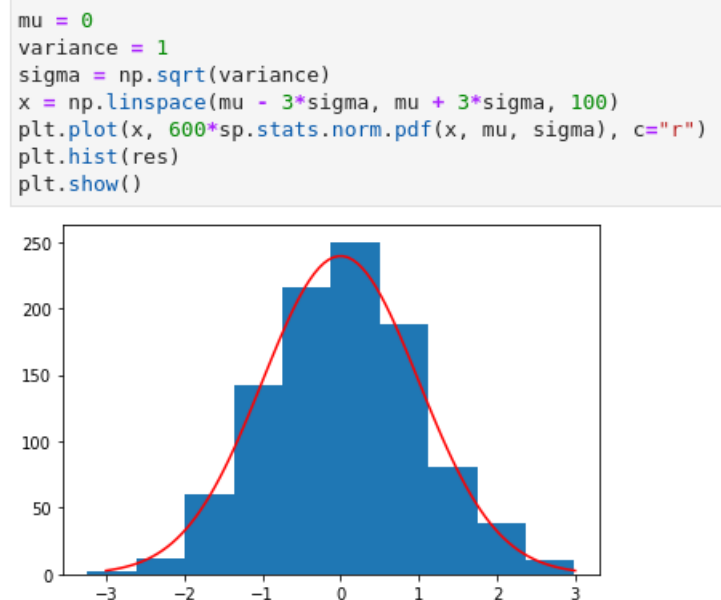 mu = 0
variance = 1
sigma = np.sqrt(variance)
x = np.linspace(mu - 3*sigma, mu + 3*sigma, 100)
plt.plot(x, 600*sp.stats.norm.pdf(x, mu, sigma), c="r")
plt.hist(res)
plt.show()
250
200
150
100
50
0
−3 −2 −1 0 1 2 3